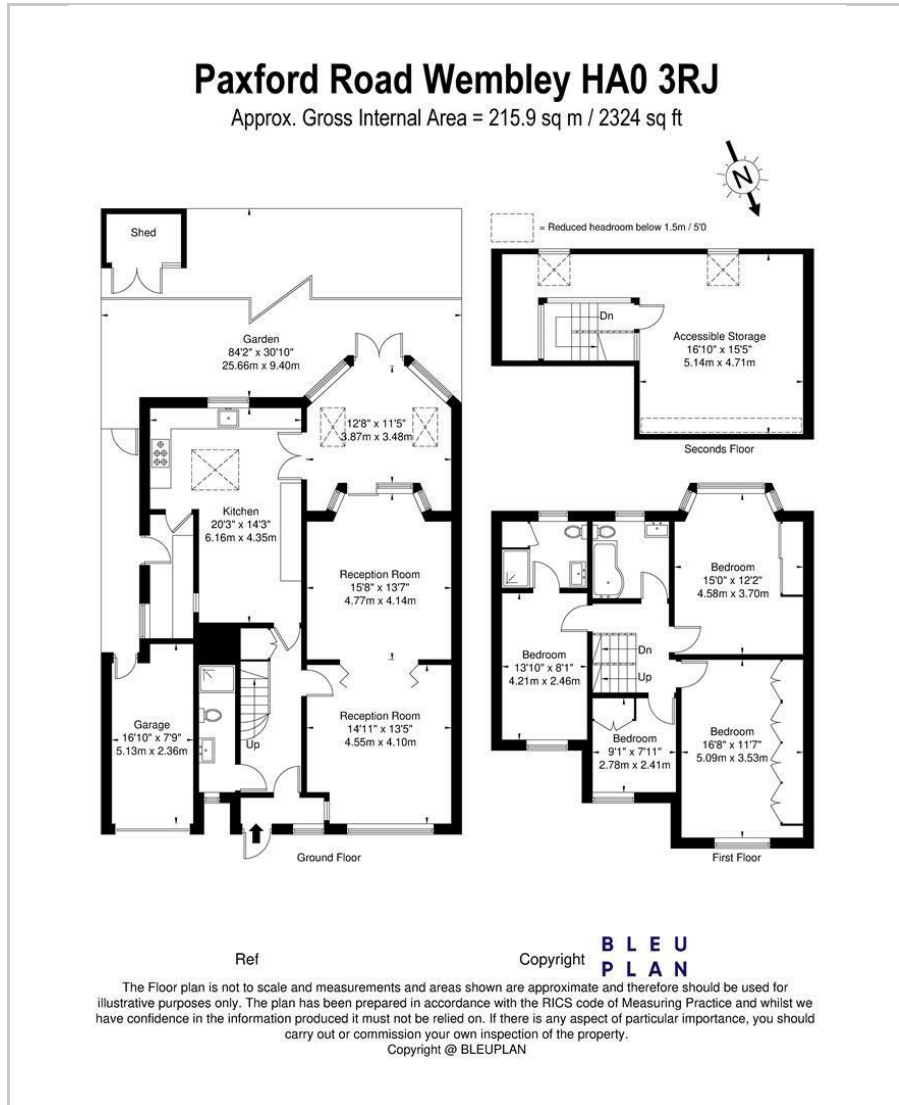 Paxford Road Wembley HA0 3RJ
Approx. Gross Internal Area = 215.9 sq m / 2324 sq ft
N
= Reduced headroom below 1.5m / 5'0
Shed
Garden
84'2" x 30'10"
25.66m x 9.40m
12'8" x 11'5"
3.87m x 3.48m
Kitchen
20'3" x 14'3"
6.16m x 4.35m
Reception Room
15'8" x 13'7"
4.77m x 4.14m
Reception Room
14'11" x 13'5"
4.55m x 4.10m
Garage
16'10" x 7'9"
5.13m x 2.36m
Up
Ground Floor
Dn
Accessible Storage
16'10" x 15'5"
5.14m x 4.71m
Seconds Floor
Bedroom
15'0" x 12'2"
4.58m x 3.70m
Bedroom
13'10" x 8'1"
4.21m x 2.46m
Dn
Up
Bedroom
9'1" x 7'11"
2.78m x 2.41m
Bedroom
16'8" x 11'7"
5.09m x 3.53m
First Floor
Ref
Copyright
BLEU
PLAN
The Floor plan is not to scale and measurements and areas shown are approximate and therefore should be used for
illustrative purposes only. The plan has been prepared in accordance with the RICS code of Measuring Practice and whilst we
have confidence in the information produced it must not be relied on. If there is any aspect of particular importance, you should
carry out or commission your own inspection of the property.
Copyright @ BLEUPLAN